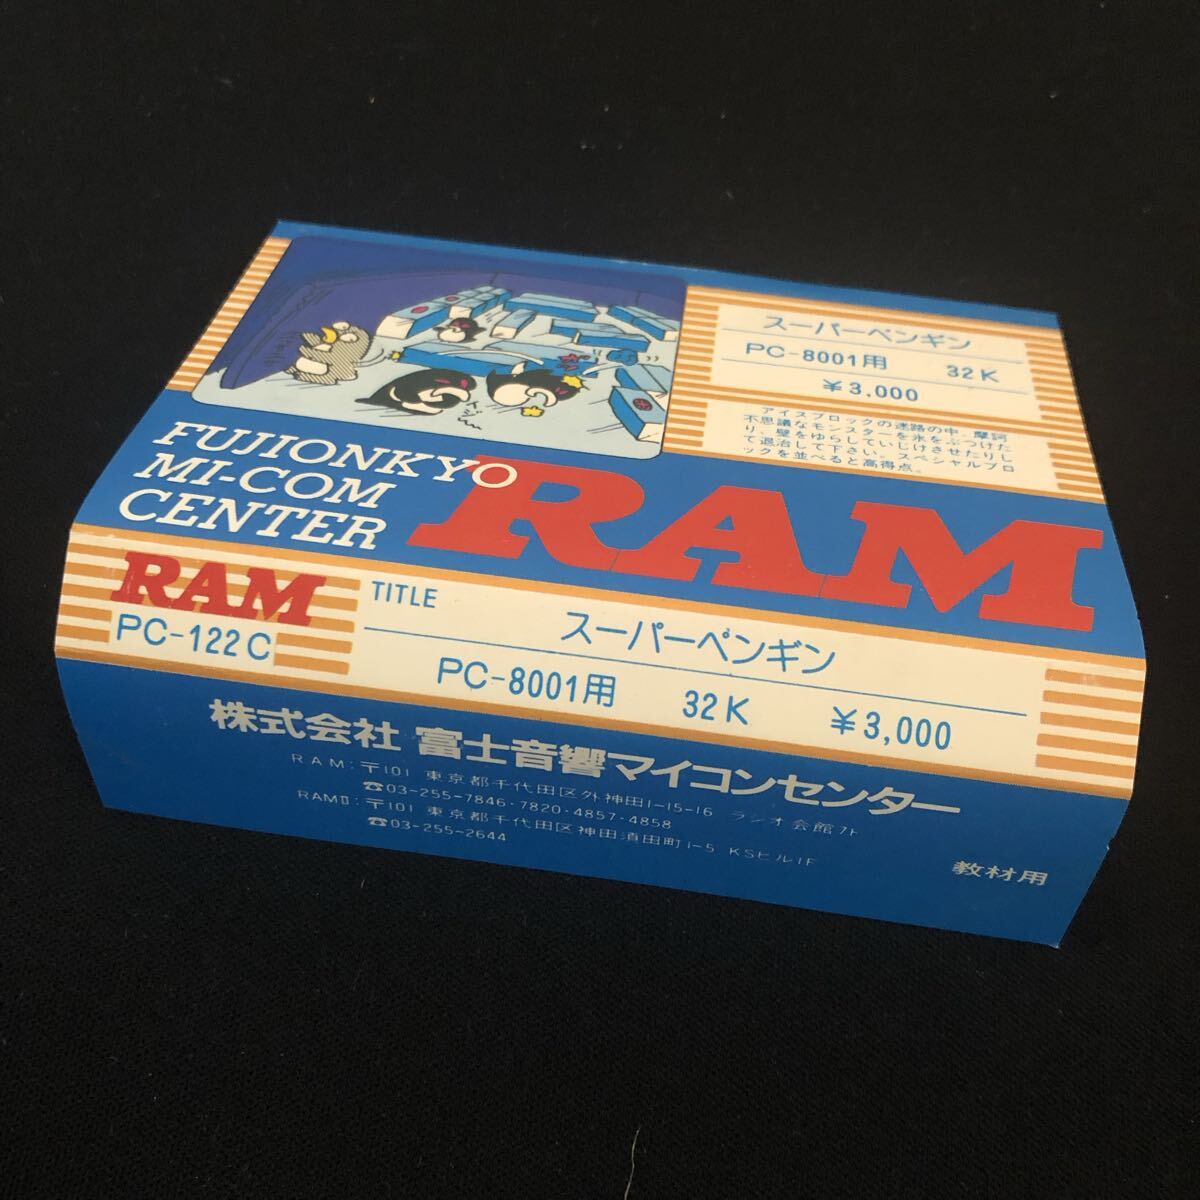 スーパーペンギン
PC-8001用 32K
¥3,000
アイスブロックの迷路の中、摩訶
不思議なモンスターを氷をぶつけた
り、壁をゆらしていじけさせたりし
て退治して下さい。スペシャルブロ
ックを並べると高得点。
FUJIONKYO
MI-COM
CENTER
RAM
RAM
PC-122C
TITLE
スーパーペンギン
PC-8001用 32K ¥3,000
株式会社 富士音響マイコンセンター
RAM:〒101 東京都千代田区外神田1-15-16 ラジオ会館7F
☎03-255-7846・7820・4857・4858
RAMⅡ:〒101 東京都千代田区神田須田町1-5 KSビル1F
☎03-255-2644
教材用